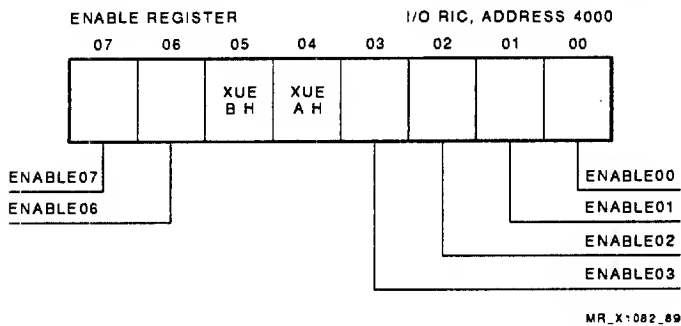 ENABLE REGISTER I/O RIC, ADDRESS 4000
07 06 05 04 03 02 01 00
XUE XUE
B H A H
ENABLE07 ENABLE00
ENABLE06 ENABLE01
ENABLE02
ENABLE03
MR_X1082_89